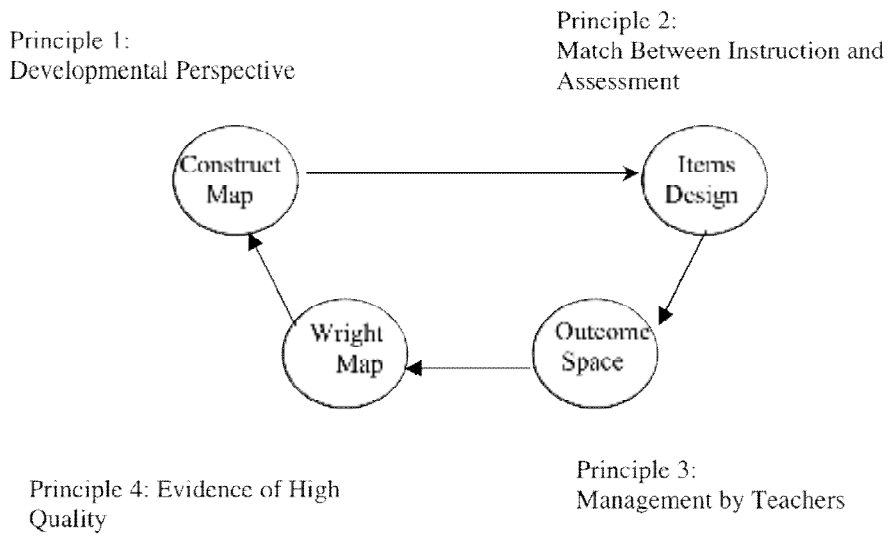 Principle 1:
Developmental Perspective
Principle 2:
Match Between Instruction and
Assessment
Construct
Map
Items
Design
Wright
Map
Outcome
Space
Principle 4: Evidence of High
Quality
Principle 3:
Management by Teachers